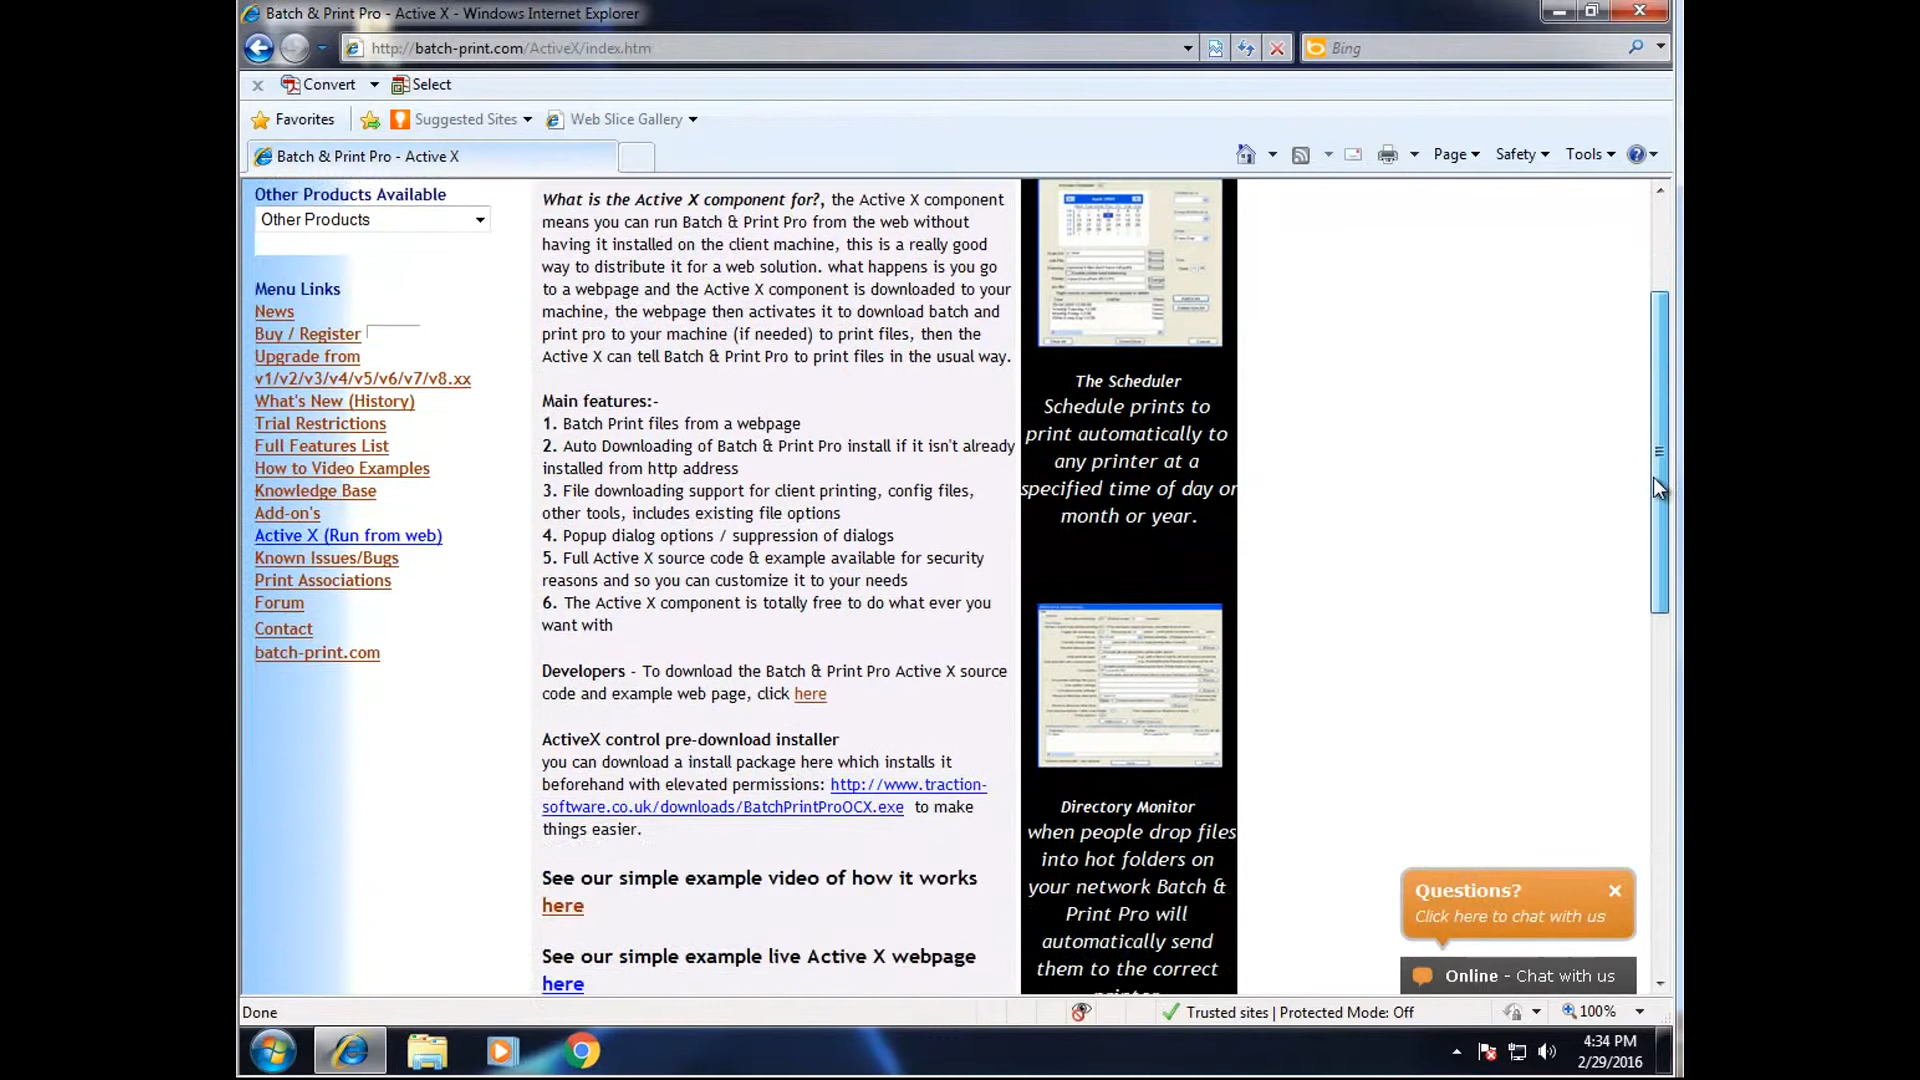 Batch & Print Pro - Active X - Windows Internet Explorer
http://batch-print.com/ActiveX/index.htm
Bing
x Convert Select
Favorites Suggested Sites Web Slice Gallery
Batch & Print Pro - Active X
Page Safety Tools
Other Products Available
Other Products
Menu Links
News
Buy / Register
Upgrade from
v1/v2/v3/v4/v5/v6/v7/v8.xx
What's New (History)
Trial Restrictions
Full Features List
How to Video Examples
Knowledge Base
Add-on's
Active X (Run from web)
Known Issues/Bugs
Print Associations
Forum
Contact
batch-print.com
What is the Active X component for?, the Active X component
means you can run Batch & Print Pro from the web without
having it installed on the client machine, this is a really good
way to distribute it for a web solution. what happens is you go
to a webpage and the Active X component is downloaded to your
machine, the webpage then activates it to download batch and
print pro to your machine (if needed) to print files, then the
Active X can tell Batch & Print Pro to print files in the usual way.
Main features:-
1. Batch Print files from a webpage
2. Auto Downloading of Batch & Print Pro install if it isn't already
installed from http address
3. File downloading support for client printing, config files,
other tools, includes existing file options
4. Popup dialog options / suppression of dialogs
5. Full Active X source code & example available for security
reasons and so you can customize it to your needs
6. The Active X component is totally free to do what ever you
want with
Developers - To download the Batch & Print Pro Active X source
code and example web page, click here
ActiveX control pre-download installer
you can download a install package here which installs it
beforehand with elevated permissions: http://www.traction-
software.co.uk/downloads/BatchPrintProOCX.exe to make
things easier.
See our simple example video of how it works
here
See our simple example live Active X webpage
here
The Scheduler
Schedule prints to
print automatically to
any printer at a
specified time of day or
month or year.
Directory Monitor
when people drop files
into hot folders on
your network Batch &
Print Pro will
automatically send
them to the correct
printer
Questions?
Click here to chat with us
Online - Chat with us
Done
Trusted sites | Protected Mode: Off
100%
4:34 PM
2/29/2016